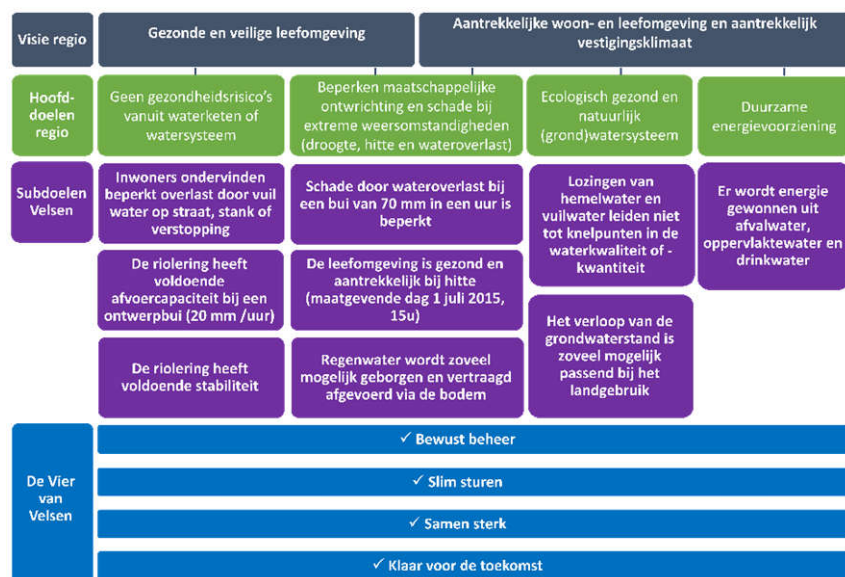 Visie regio
Gezonde en veilige leefomgeving
Aantrekkelijke woon- en leefomgeving en aantrekkelijk
vestigingsklimaat
Hoofd-
doelen
regio
Geen gezondheidsrisico's
vanuit waterketen of
watersysteem
Beperken maatschappelijke
ontwrichting en schade bij
extreme weersomstandigheden
(droogte, hitte en wateroverlast)
Ecologisch gezond en
natuurlijk
(grond)watersysteem
Duurzame
energievoorziening
Subdoelen
Velsen
Inwoners ondervinden
beperkt overlast door vuil
water op straat, stank of
verstopping
Schade door wateroverlast bij
een bui van 70 mm in een uur is
beperkt
Lozingen van
hemelwater en
vuilwater leiden niet
tot knelpunten in de
waterkwaliteit of -
kwantiteit
Er wordt energie
gewonnen uit
afvalwater,
oppervlaktewater en
drinkwater
De riolering heeft
voldoende
afvoercapaciteit bij een
ontwerpbui (20 mm /uur)
De leefomgeving is gezond en
aantrekkelijk bij hitte
(maatgevende dag 1 juli 2015,
15u)
Het verloop van de
grondwaterstand is
zoveel mogelijk
passend bij het
landgebruik
De riolering heeft
voldoende stabiliteit
Regenwater wordt zoveel
mogelijk geborgen en vertraagd
afgevoerd via de bodem
De Vier
van
Velsen
✓ Bewust beheer
✓ Slim sturen
✓ Samen sterk
✓ Klaar voor de toekomst